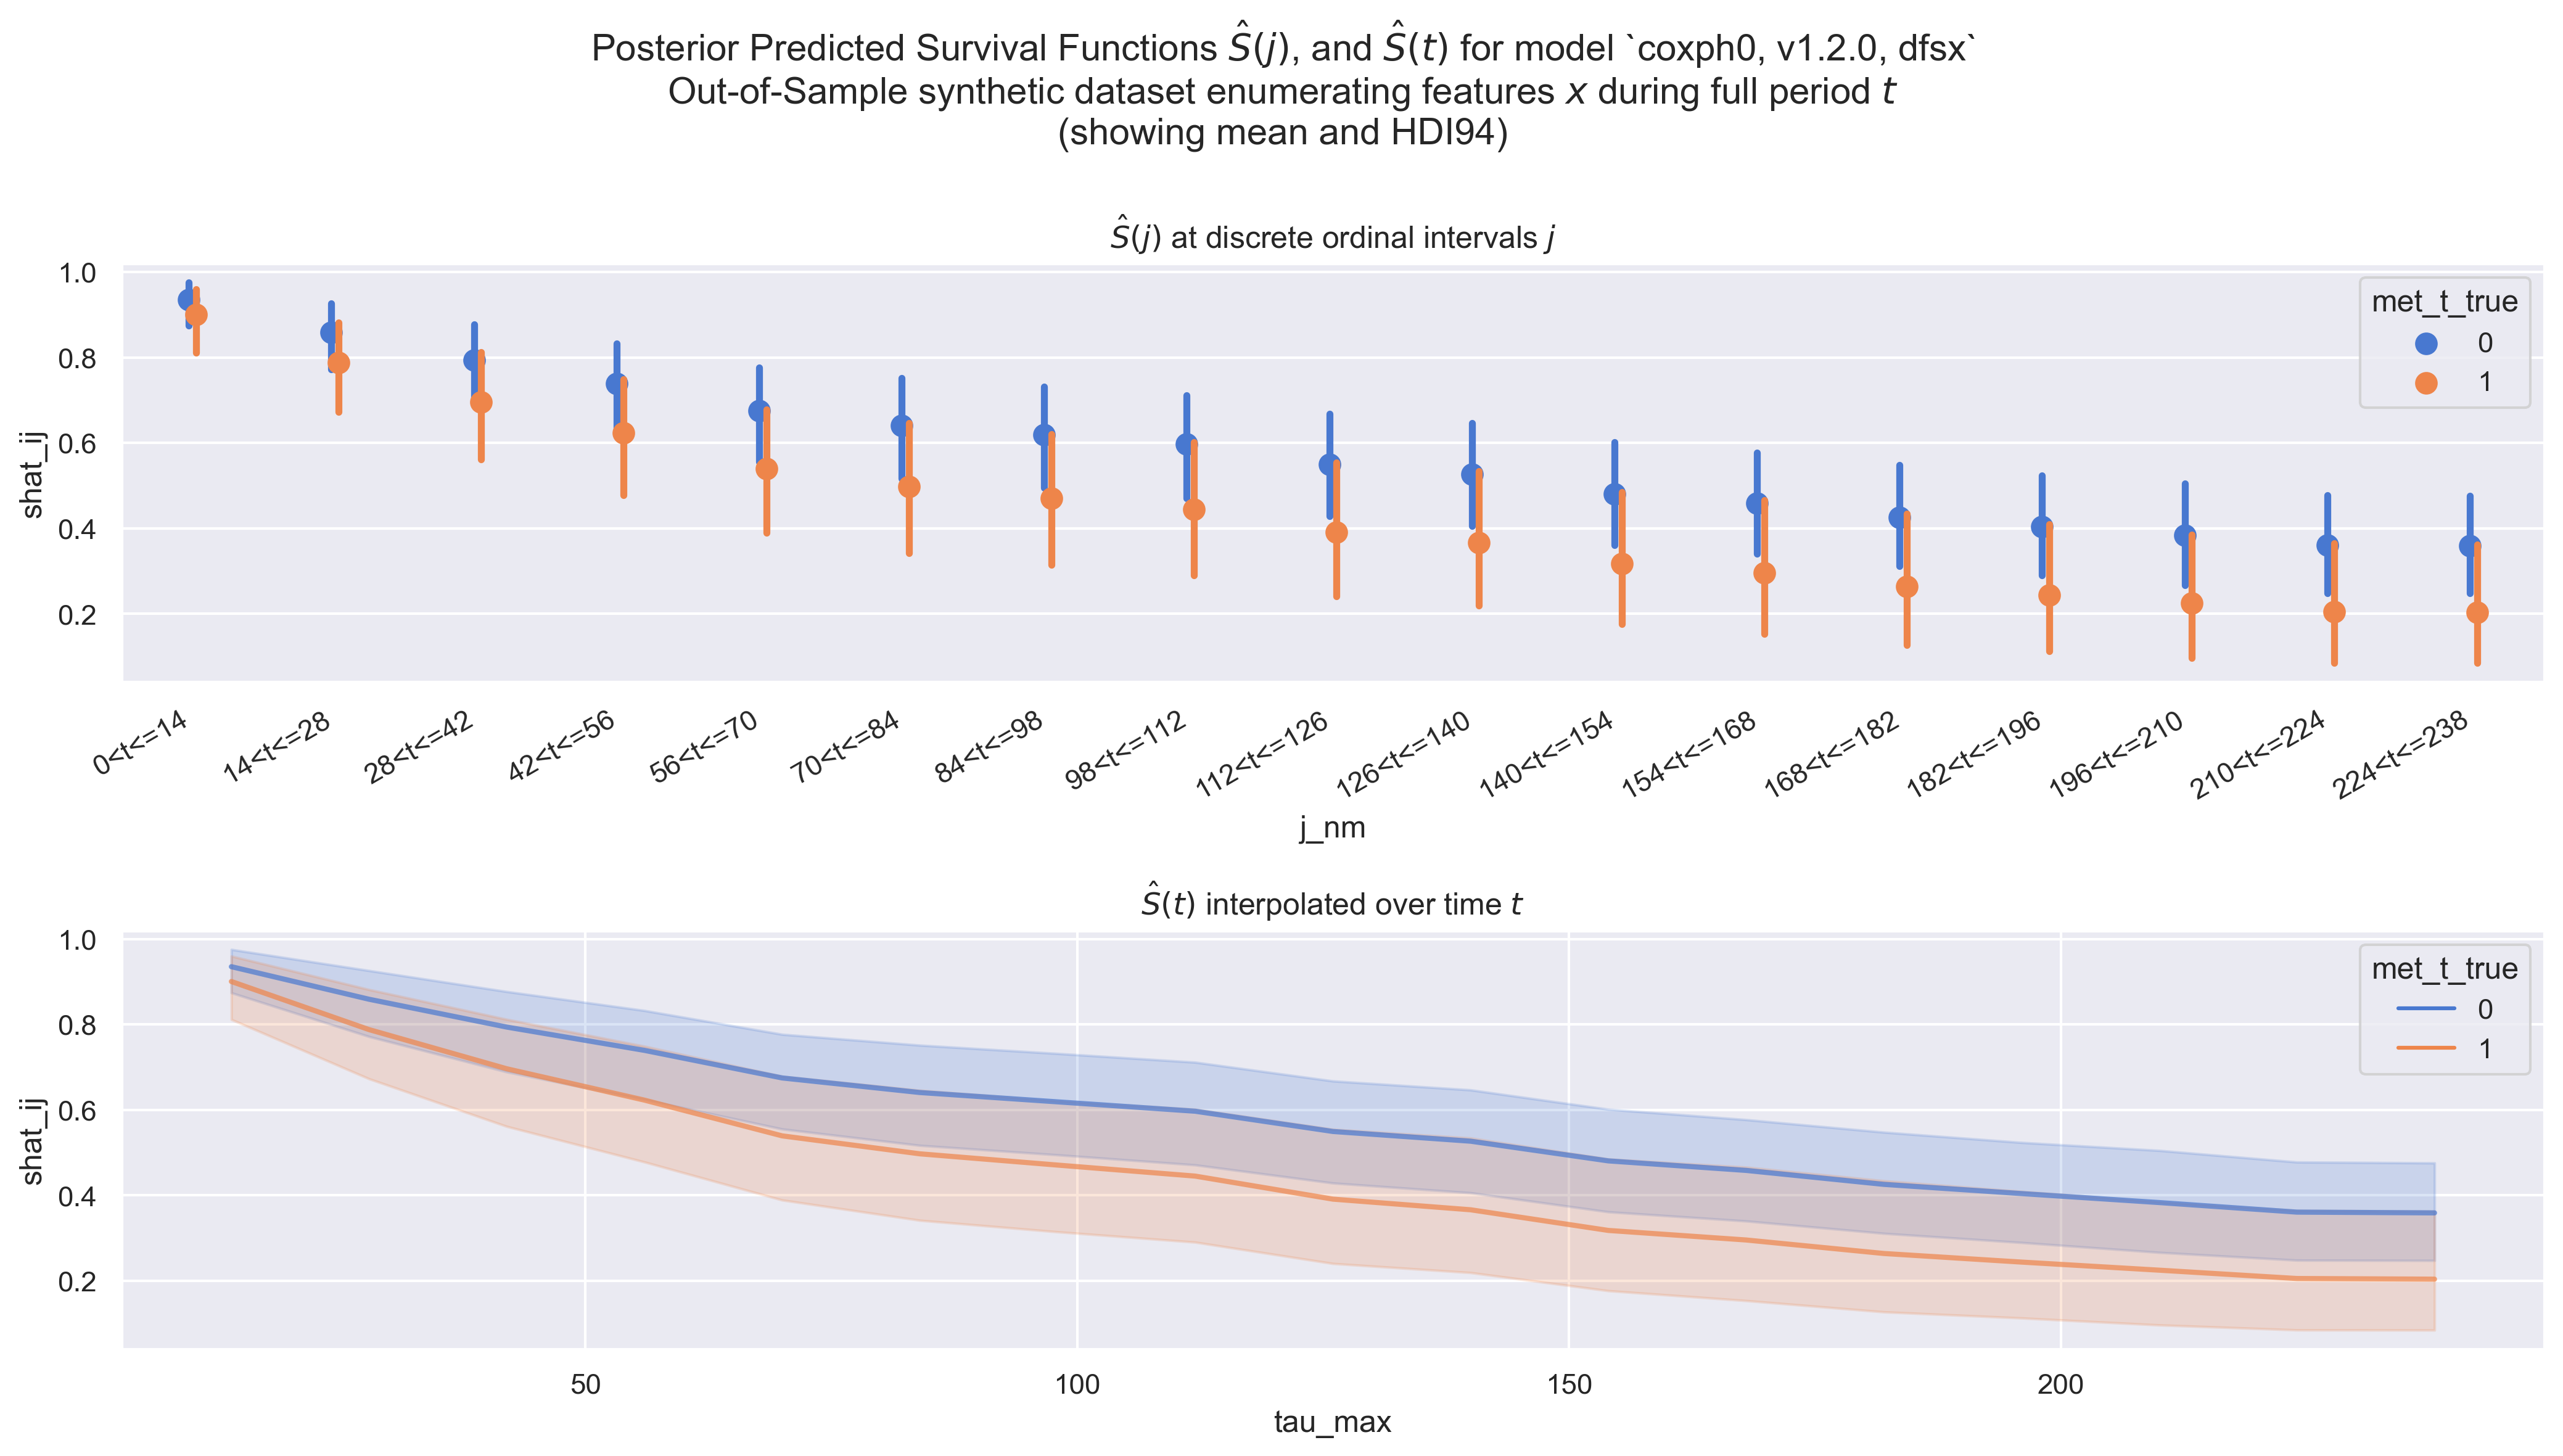 Posterior Predicted Survival Functions Ŝ(j), and Ŝ(t) for model `coxph0, v1.2.0, dfsx`
Out-of-Sample synthetic dataset enumerating features x during full period t
(showing mean and HDI94)
Ŝ(j) at discrete ordinal intervals j
1.0
0.8
0.6
0.4
0.2
shat_ij
met_t_true
0
1
0<t<=14
14<t<=28
28<t<=42
42<t<=56
56<t<=70
70<t<=84
84<t<=98
98<t<=112
112<t<=126
126<t<=140
140<t<=154
154<t<=168
168<t<=182
182<t<=196
196<t<=210
210<t<=224
224<t<=238
j_nm
Ŝ(t) interpolated over time t
1.0
0.8
0.6
0.4
0.2
shat_ij
met_t_true
0
1
50
100
150
200
tau_max